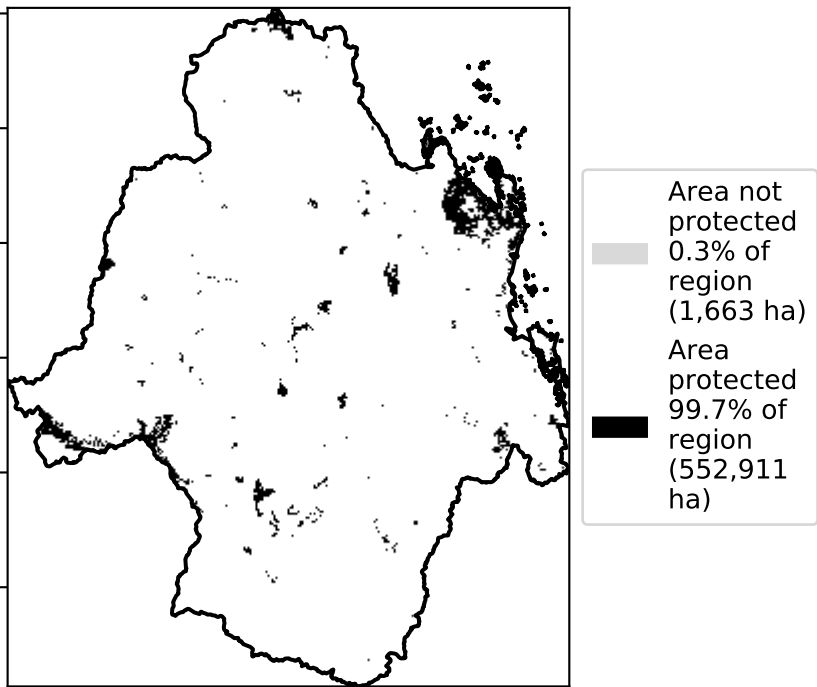 Area not
protected
0.3% of
region
(1,663 ha)
Area
protected
99.7% of
region
(552,911
ha)